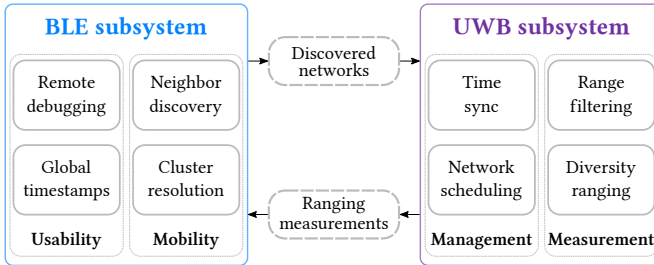 BLE subsystem
Remote
debugging
Neighbor
discovery
Global
timestamps
Cluster
resolution
Usability
Mobility
Discovered
networks
Ranging
measurements
UWB subsystem
Time
sync
Range
filtering
Network
scheduling
Diversity
ranging
Management
Measurement